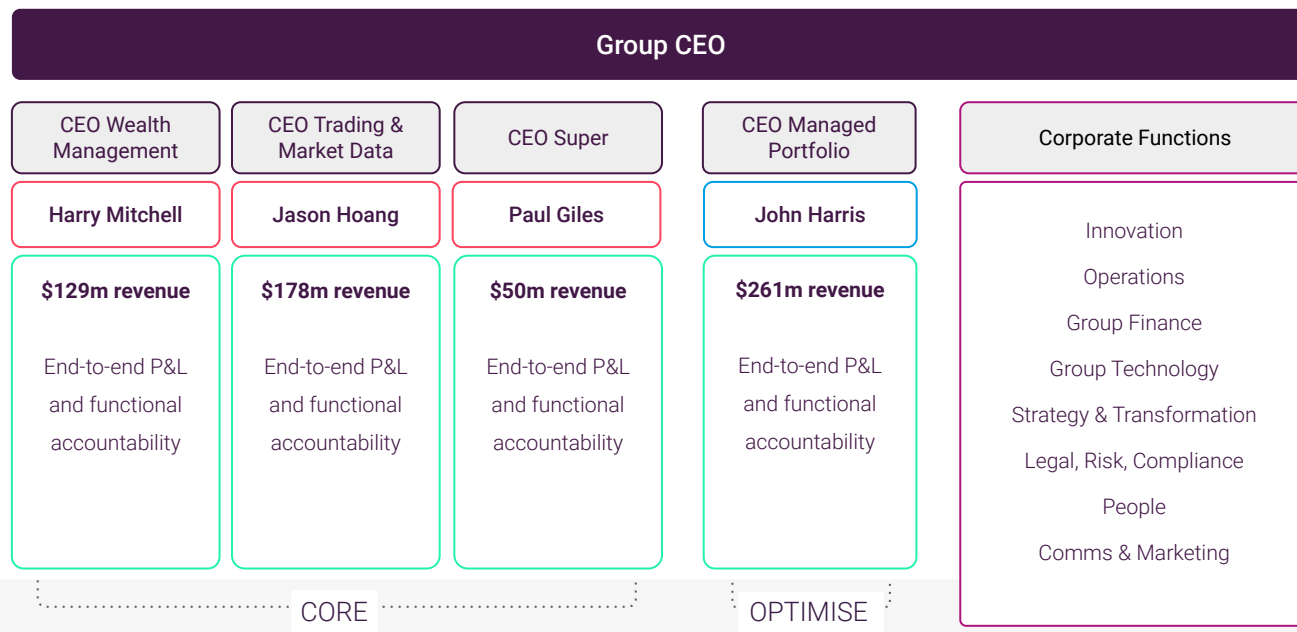 Group CEO
CEO Wealth
Management
Harry Mitchell
$129m revenue
End-to-end P&L
and functional
accountability
CEO Trading &
Market Data
Jason Hoang
$178m revenue
End-to-end P&L
and functional
accountability
CEO Super
Paul Giles
$50m revenue
End-to-end P&L
and functional
accountability
CORE
CEO Managed
Portfolio
John Harris
$261m revenue
End-to-end P&L
and functional
accountability
OPTIMISE
Corporate Functions
Innovation
Operations
Group Finance
Group Technology
Strategy & Transformation
Legal, Risk, Compliance
People
Comms & Marketing